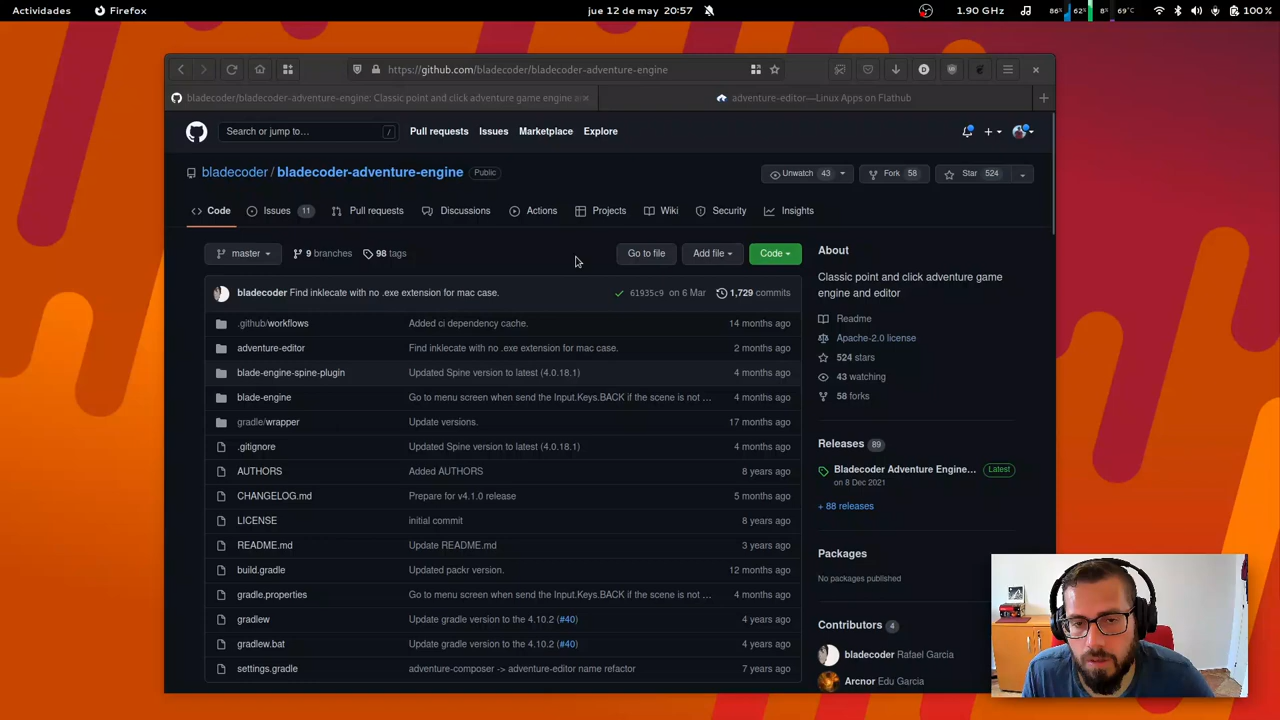 Actividades
Firefox
jue 12 de may 20:57
1.90 GHz
86%
62%
8%
69°C
100 %
https://github.com/bladecoder/bladecoder-adventure-engine
bladecoder/bladecoder-adventure-engine: Classic point and click adventure game engine an
adventure-editor—Linux Apps on Flathub
Search or jump to…
/
Pull requests
Issues
Marketplace
Explore
bladecoder / bladecoder-adventure-engine
Public
Unwatch 43
Fork 58
Star 524
Code
Issues 11
Pull requests
Discussions
Actions
Projects
Wiki
Security
Insights
master
9 branches
98 tags
Go to file
Add file
Code
bladecoder Find inklecate with no .exe extension for mac case.
61935c9 on 6 Mar
1,729 commits
.github/workflows Added ci dependency cache. 14 months ago
adventure-editor Find inklecate with no .exe extension for mac case. 2 months ago
blade-engine-spine-plugin Updated Spine version to latest (4.0.18.1) 4 months ago
blade-engine Go to menu screen when send the Input.Keys.BACK if the scene is not … 4 months ago
gradle/wrapper Update versions. 17 months ago
.gitignore Updated Spine version to latest (4.0.18.1) 4 months ago
AUTHORS Added AUTHORS 8 years ago
CHANGELOG.md Prepare for v4.1.0 release 5 months ago
LICENSE initial commit 8 years ago
README.md Update README.md 3 years ago
build.gradle Updated packr version. 12 months ago
gradle.properties Go to menu screen when send the Input.Keys.BACK if the scene is not … 4 months ago
gradlew Update gradle version to the 4.10.2 (#40) 4 years ago
gradlew.bat Update gradle version to the 4.10.2 (#40) 4 years ago
settings.gradle adventure-composer -> adventure-editor name refactor 7 years ago
About
Classic point and click adventure game
engine and editor
Readme
Apache-2.0 license
524 stars
43 watching
58 forks
Releases 89
Bladecoder Adventure Engine… Latest
on 8 Dec 2021
+ 88 releases
Packages
No packages published
Contributors 4
bladecoder Rafael Garcia
Arcnor Edu Garcia